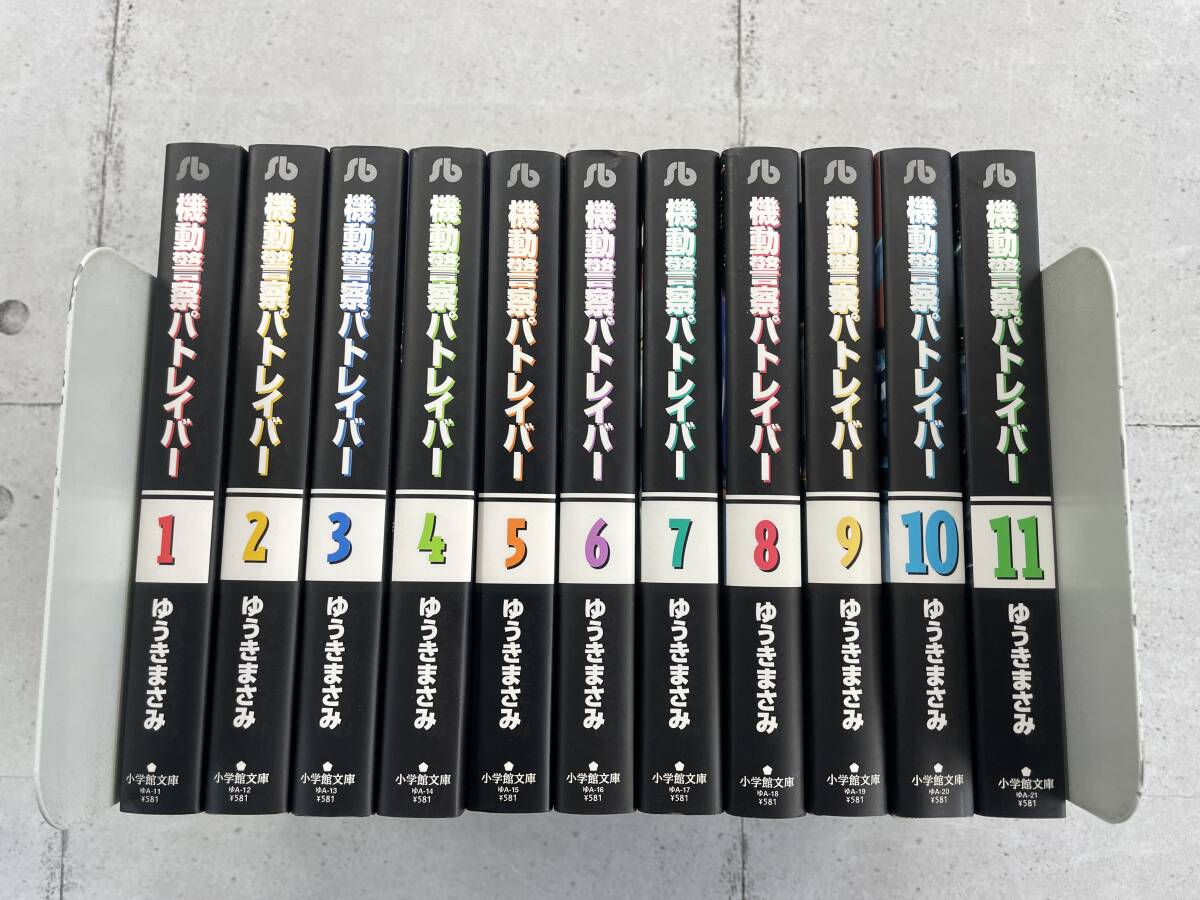 機動警察パトレイバー
1
ゆうきまさみ
小学館文庫
ゆA-11
¥581
機動警察パトレイバー
2
ゆうきまさみ
小学館文庫
ゆA-12
¥581
機動警察パトレイバー
3
ゆうきまさみ
小学館文庫
ゆA-13
¥581
機動警察パトレイバー
4
ゆうきまさみ
小学館文庫
ゆA-14
¥581
機動警察パトレイバー
5
ゆうきまさみ
小学館文庫
ゆA-15
¥581
機動警察パトレイバー
6
ゆうきまさみ
小学館文庫
ゆA-16
¥581
機動警察パトレイバー
7
ゆうきまさみ
小学館文庫
ゆA-17
¥581
機動警察パトレイバー
8
ゆうきまさみ
小学館文庫
ゆA-18
¥581
機動警察パトレイバー
9
ゆうきまさみ
小学館文庫
ゆA-19
¥581
機動警察パトレイバー
10
ゆうきまさみ
小学館文庫
ゆA-20
¥581
機動警察パトレイバー
11
ゆうきまさみ
小学館文庫
ゆA-21
¥581